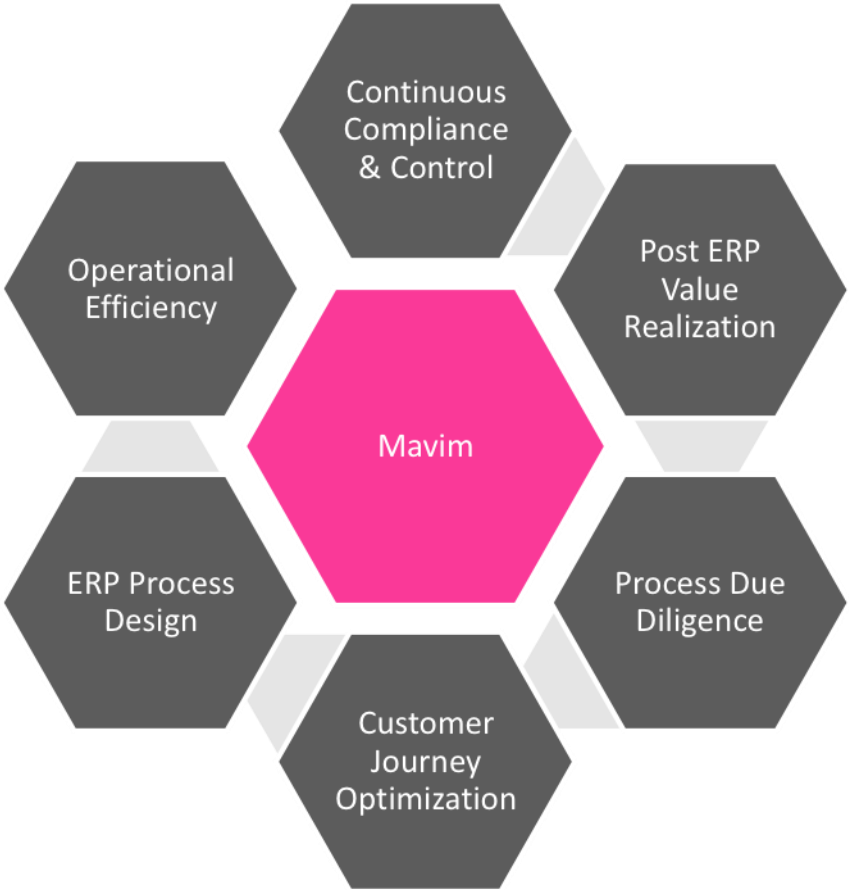 Continuous
Compliance
& Control
Post ERP
Value
Realization
Operational
Efficiency
Mavim
ERP Process
Design
Process Due
Diligence
Customer
Journey
Optimization